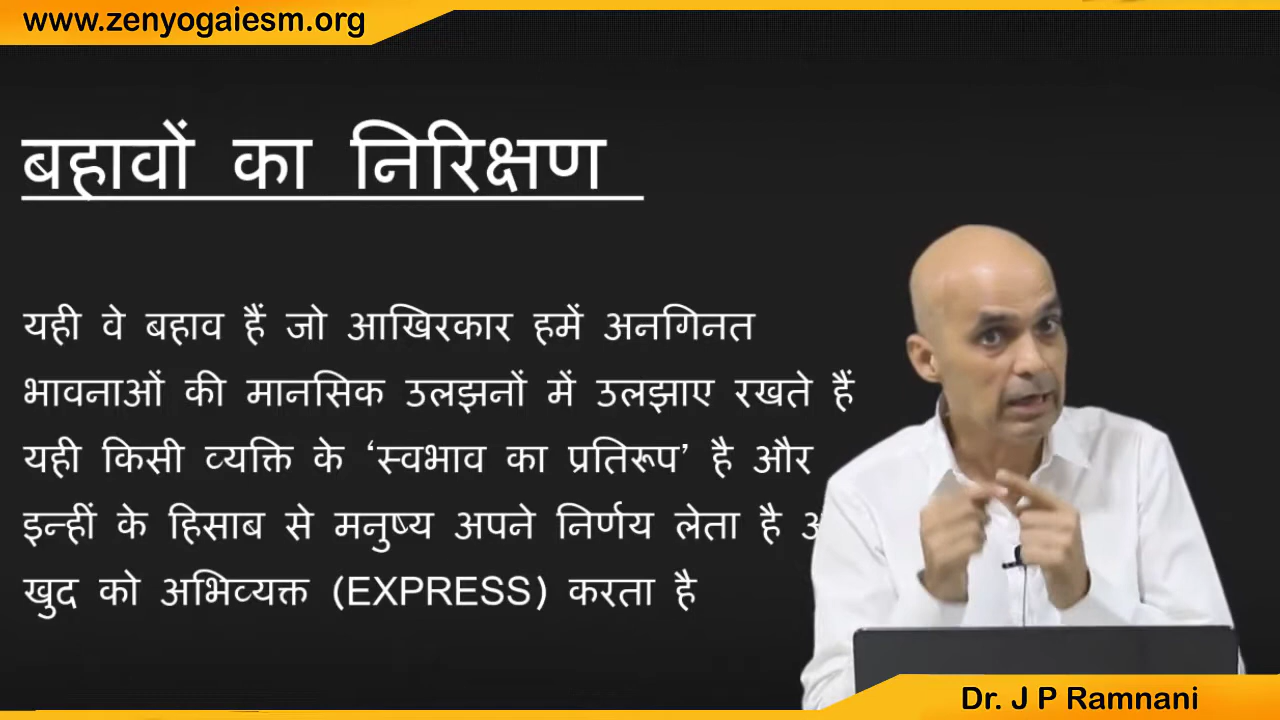 www.zenyogaiesm.org
बहावों का निरिक्षण
यही वे बहाव हैं जो आखिरकार हमें अनगिनत
भावनाओं की मानसिक उलझनों में उलझाए रखते हैं
यही किसी व्यक्ति के ‘स्वभाव का प्रतिरूप’ है और
इन्हीं के हिसाब से मनुष्य अपने निर्णय लेता है
खुद को अभिव्यक्त (EXPRESS) करता है
Dr. J P Ramnani